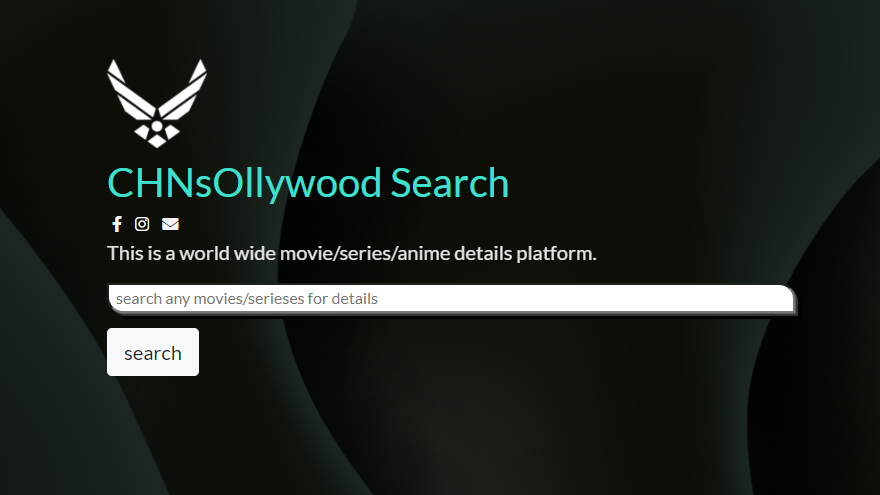 CHNsOllywood Search
This is a world wide movie/series/anime details platform.
search any movies/serieses for details
search